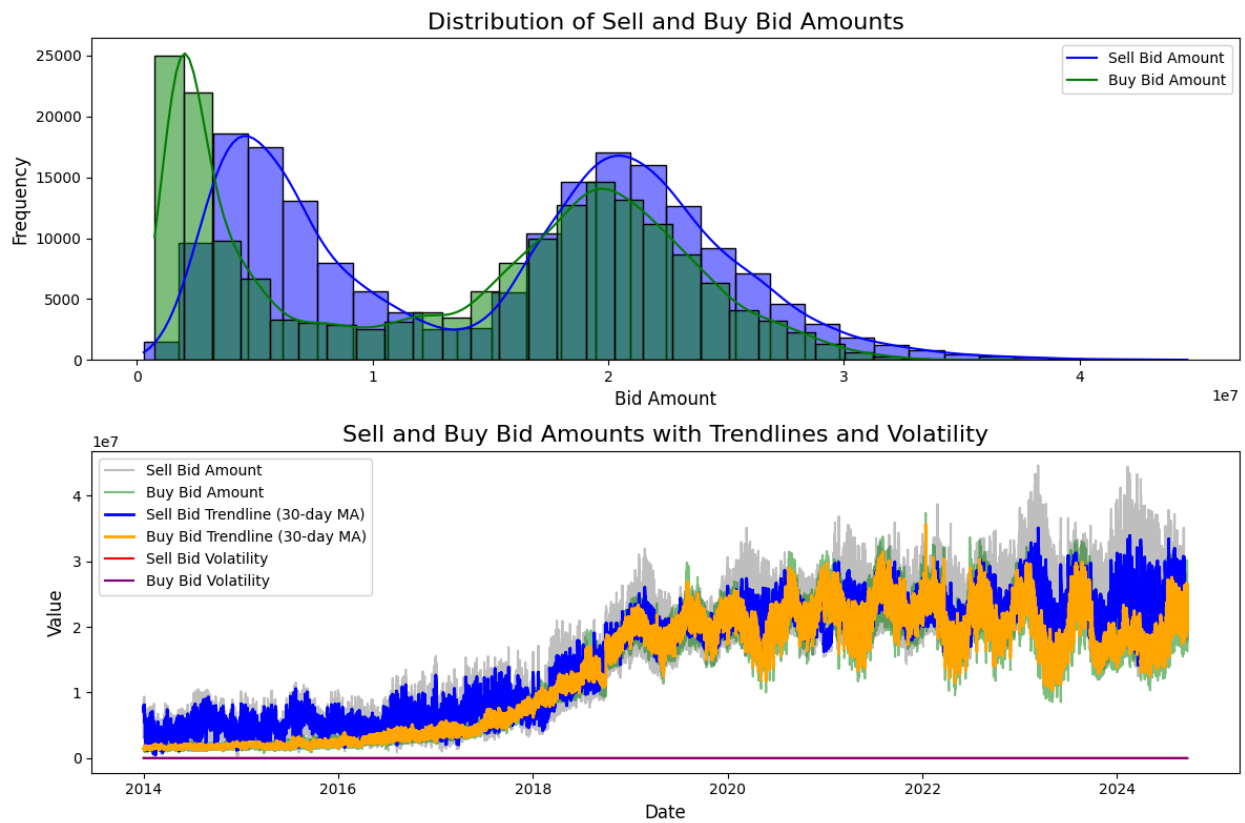 Distribution of Sell and Buy Bid Amounts
Sell Bid Amount
Buy Bid Amount
Frequency
25000
20000
15000
10000
5000
0
0 1 2 3 4
1e7
Bid Amount
Sell and Buy Bid Amounts with Trendlines and Volatility
1e7
Sell Bid Amount
Buy Bid Amount
Sell Bid Trendline (30-day MA)
Buy Bid Trendline (30-day MA)
Sell Bid Volatility
Buy Bid Volatility
Value
4
3
2
1
0
2014 2016 2018 2020 2022 2024
Date